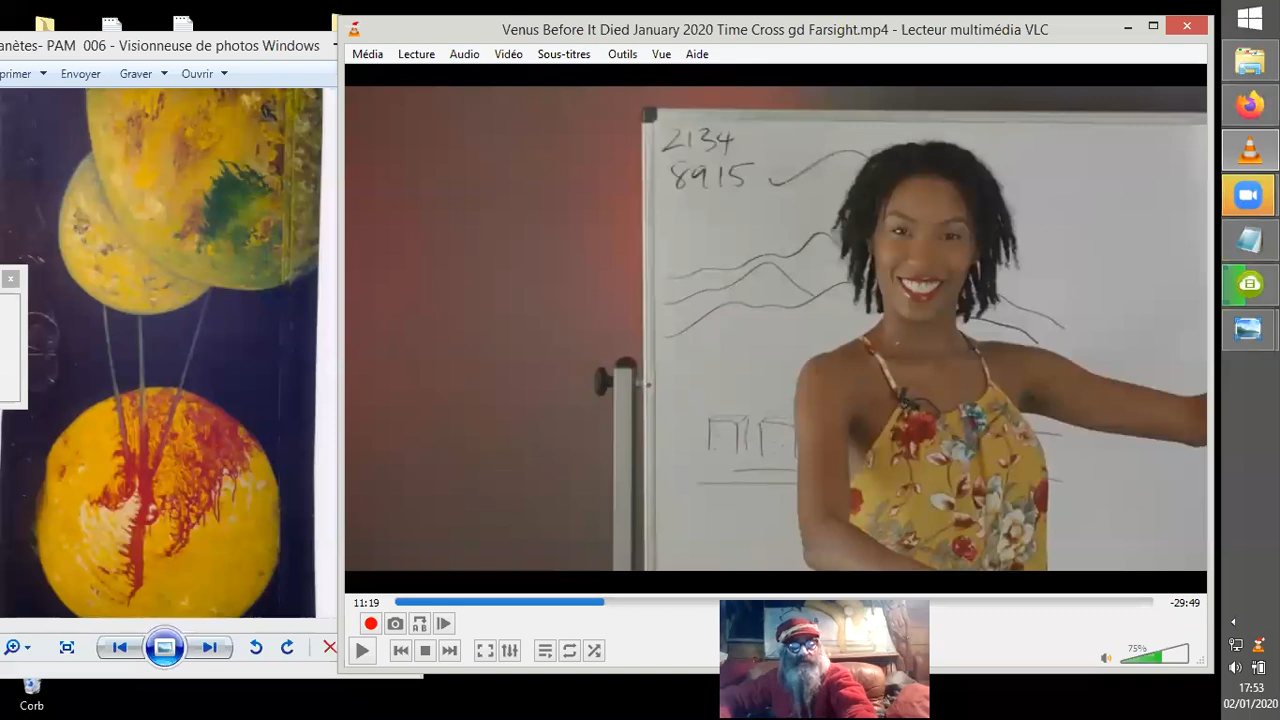 anètes- PAM 006 - Visionneuse de photos Windows
primer Envoyer Graver Ouvrir
Venus Before It Died January 2020 Time Cross gd Farsight.mp4 - Lecteur multimédia VLC
Média Lecture Audio Vidéo Sous-titres Outils Vue Aide
2134
8915
11:19
-29:49
A B
75%
Corb
17:53
02/01/2020